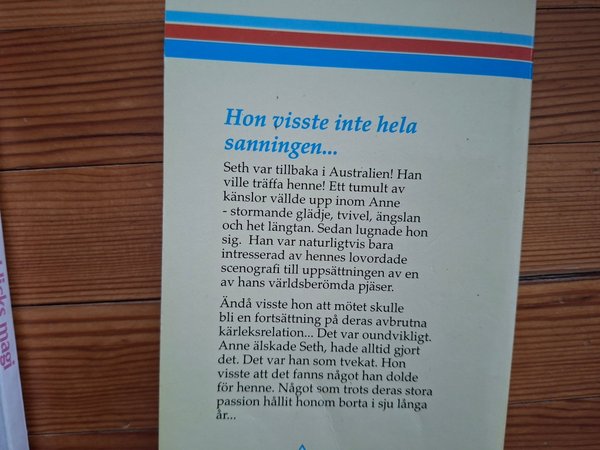 Hon visste inte hela
sanningen...
Seth var tillbaka i Australien! Han
ville träffa henne! Ett tumult av
känslor vällde upp inom Anne
- stormande glädje, tvivel, ängslan
och het längtan. Sedan lugnade hon
sig. Han var naturligtvis bara
intresserad av hennes lovordade
scenografi till uppsättningen av en
av hans världsberömda pjäser.
Ändå visste hon att mötet skulle
bli en fortsättning på deras avbrutna
kärleksrelation... Det var oundvikligt.
Anne älskade Seth, hade alltid gjort
det. Det var han som tvekat. Hon
visste att det fanns något han dolde
för henne. Något som trots deras stora
passion hållit honom borta i sju långa
år...
magi